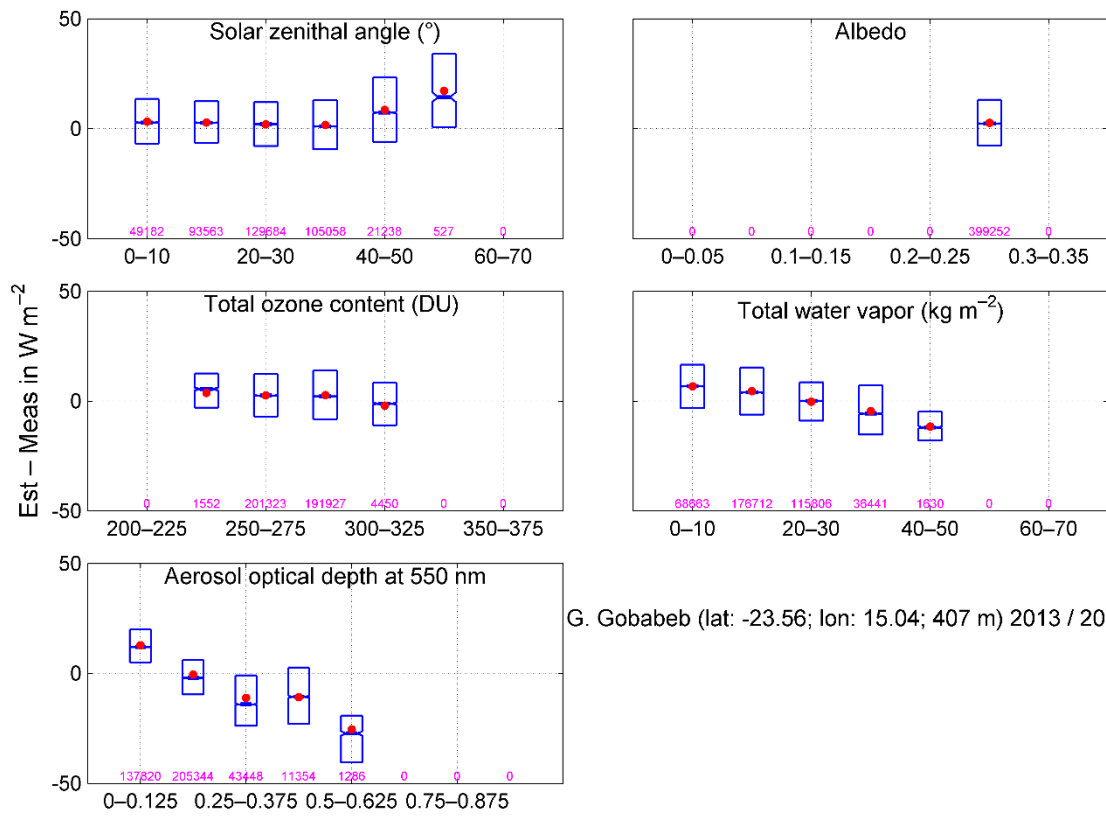 Est – Meas in W m−2
50
0
-50
Solar zenithal angle (°)
49182 93563 129684 105058 21238 527 0
0–10 20–30 40–50 60–70
Albedo
0 0 0 0 0 399252 0
0–0.05 0.1–0.15 0.2–0.25 0.3–0.35
50
0
-50
Total ozone content (DU)
0 1552 201323 191927 4450 0 0
200–225 250–275 300–325 350–375
Total water vapor (kg m−2)
68663 176712 115806 36441 1630 0 0
0–10 20–30 40–50 60–70
50
0
-50
Aerosol optical depth at 550 nm
137820 205344 43448 11354 1286 0 0 0
0–0.125 0.25–0.375 0.5–0.625 0.75–0.875
G. Gobabeb (lat: -23.56; lon: 15.04; 407 m) 2013 / 20